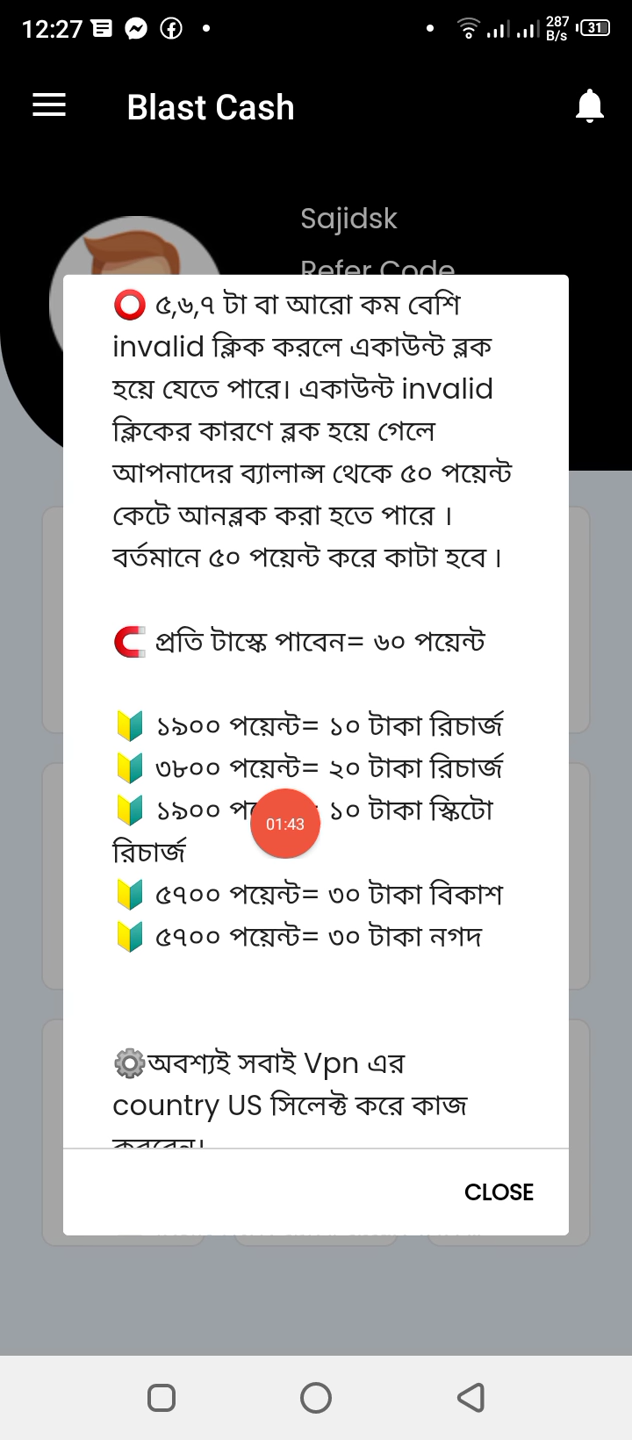 12:27
287
B/s
31
Blast Cash
Sajidsk
Refer Code
৫,৬,৭ টা বা আরো কম বেশি
invalid ক্লিক করলে একাউন্ট ব্লক
হয়ে যেতে পারে। একাউন্ট invalid
ক্লিকের কারণে ব্লক হয়ে গেলে
আপনাদের ব্যালান্স থেকে ৫০ পয়েন্ট
কেটে আনব্লক করা হতে পারে ।
বর্তমানে ৫০ পয়েন্ট করে কাটা হবে ।
প্রতি টাস্কে পাবেন= ৬০ পয়েন্ট
১৯০০ পয়েন্ট= ১০ টাকা রিচার্জ
৩৮০০ পয়েন্ট= ২০ টাকা রিচার্জ
১৯০০ ১০ টাকা স্কিটো
01:43
রিচার্জ
৫৭০০ পয়েন্ট= ৩০ টাকা বিকাশ
৫৭০০ পয়েন্ট= ৩০ টাকা নগদ
অবশ্যই সবাই Vpn এর
country US সিলেক্ট করে কাজ
CLOSE